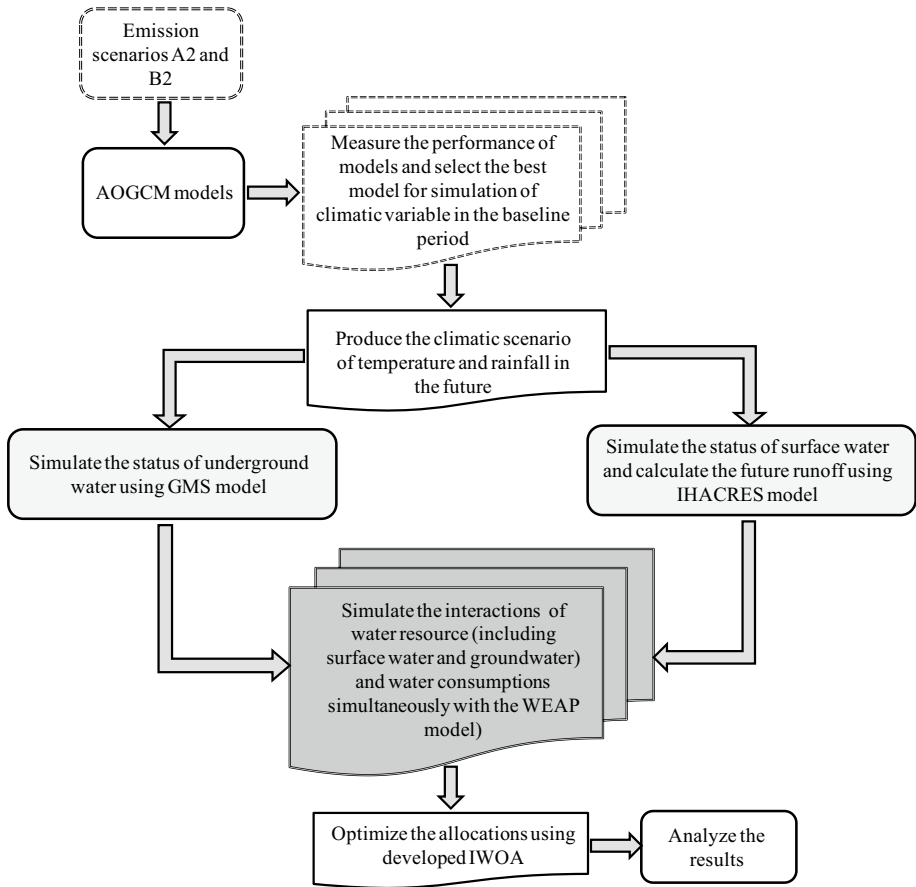 Emission
scenarios A2 and
B2
AOGCM models
Measure the performance of
models and select the best
model for simulation of
climatic variable in the baseline
period
Produce the climatic scenario
of temperature and rainfall in
the future
Simulate the status of underground
water using GMS model
Simulate the status of surface water
and calculate the future runoff using
IHACRES model
Simulate the interactions of
water resource (including
surface water and groundwater)
and water consumptions
simultaneously with the WEAP
model)
Optimize the allocations using
developed IWOA
Analyze the
results